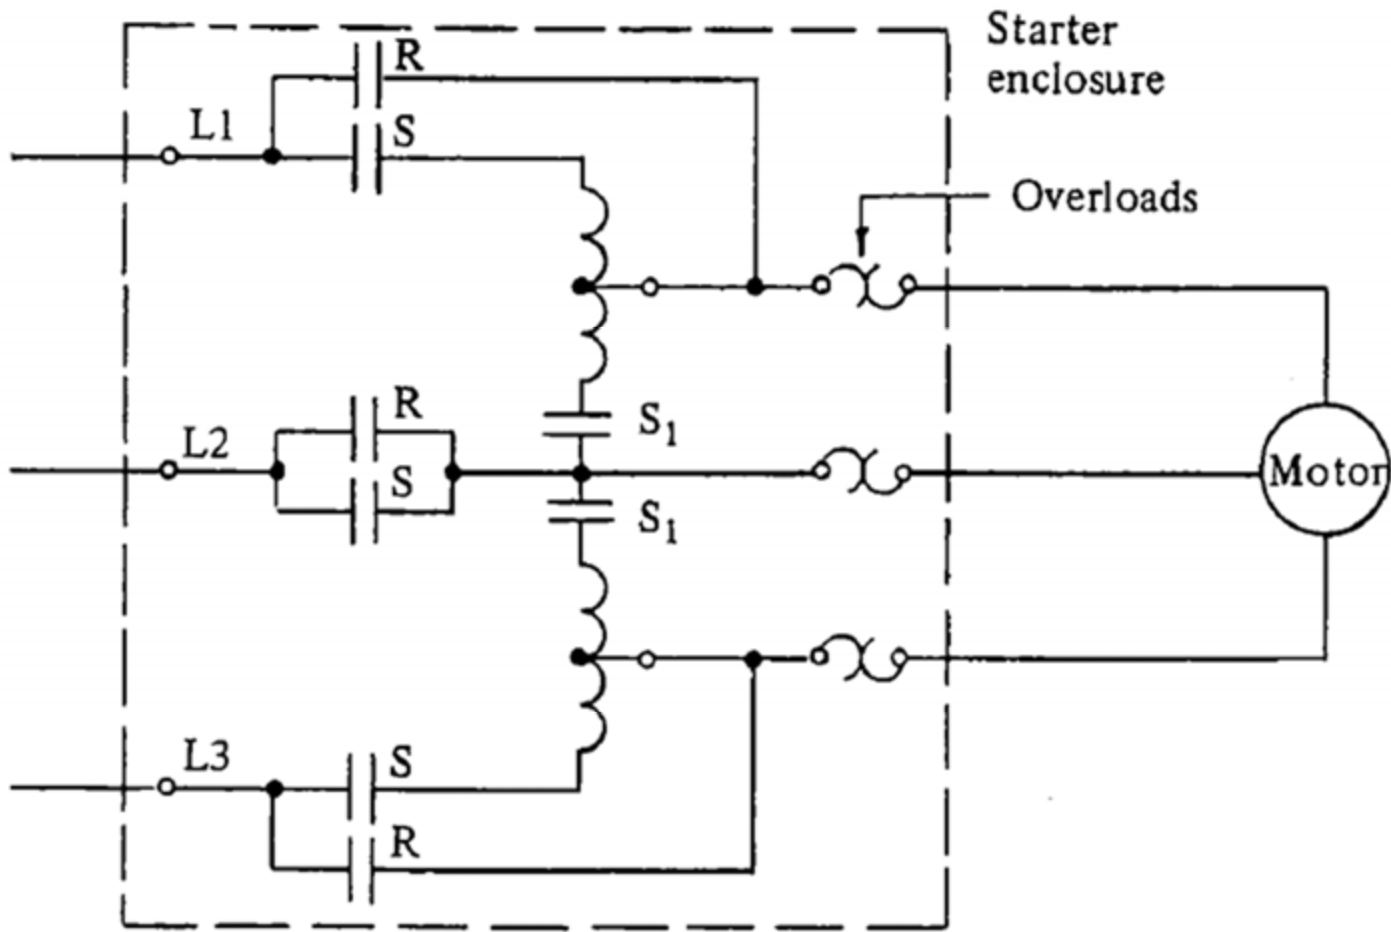 Starter
enclosure
R
L1
S
Overloads
R
S₁
L2
S
S₁
Motor
L3
S
R